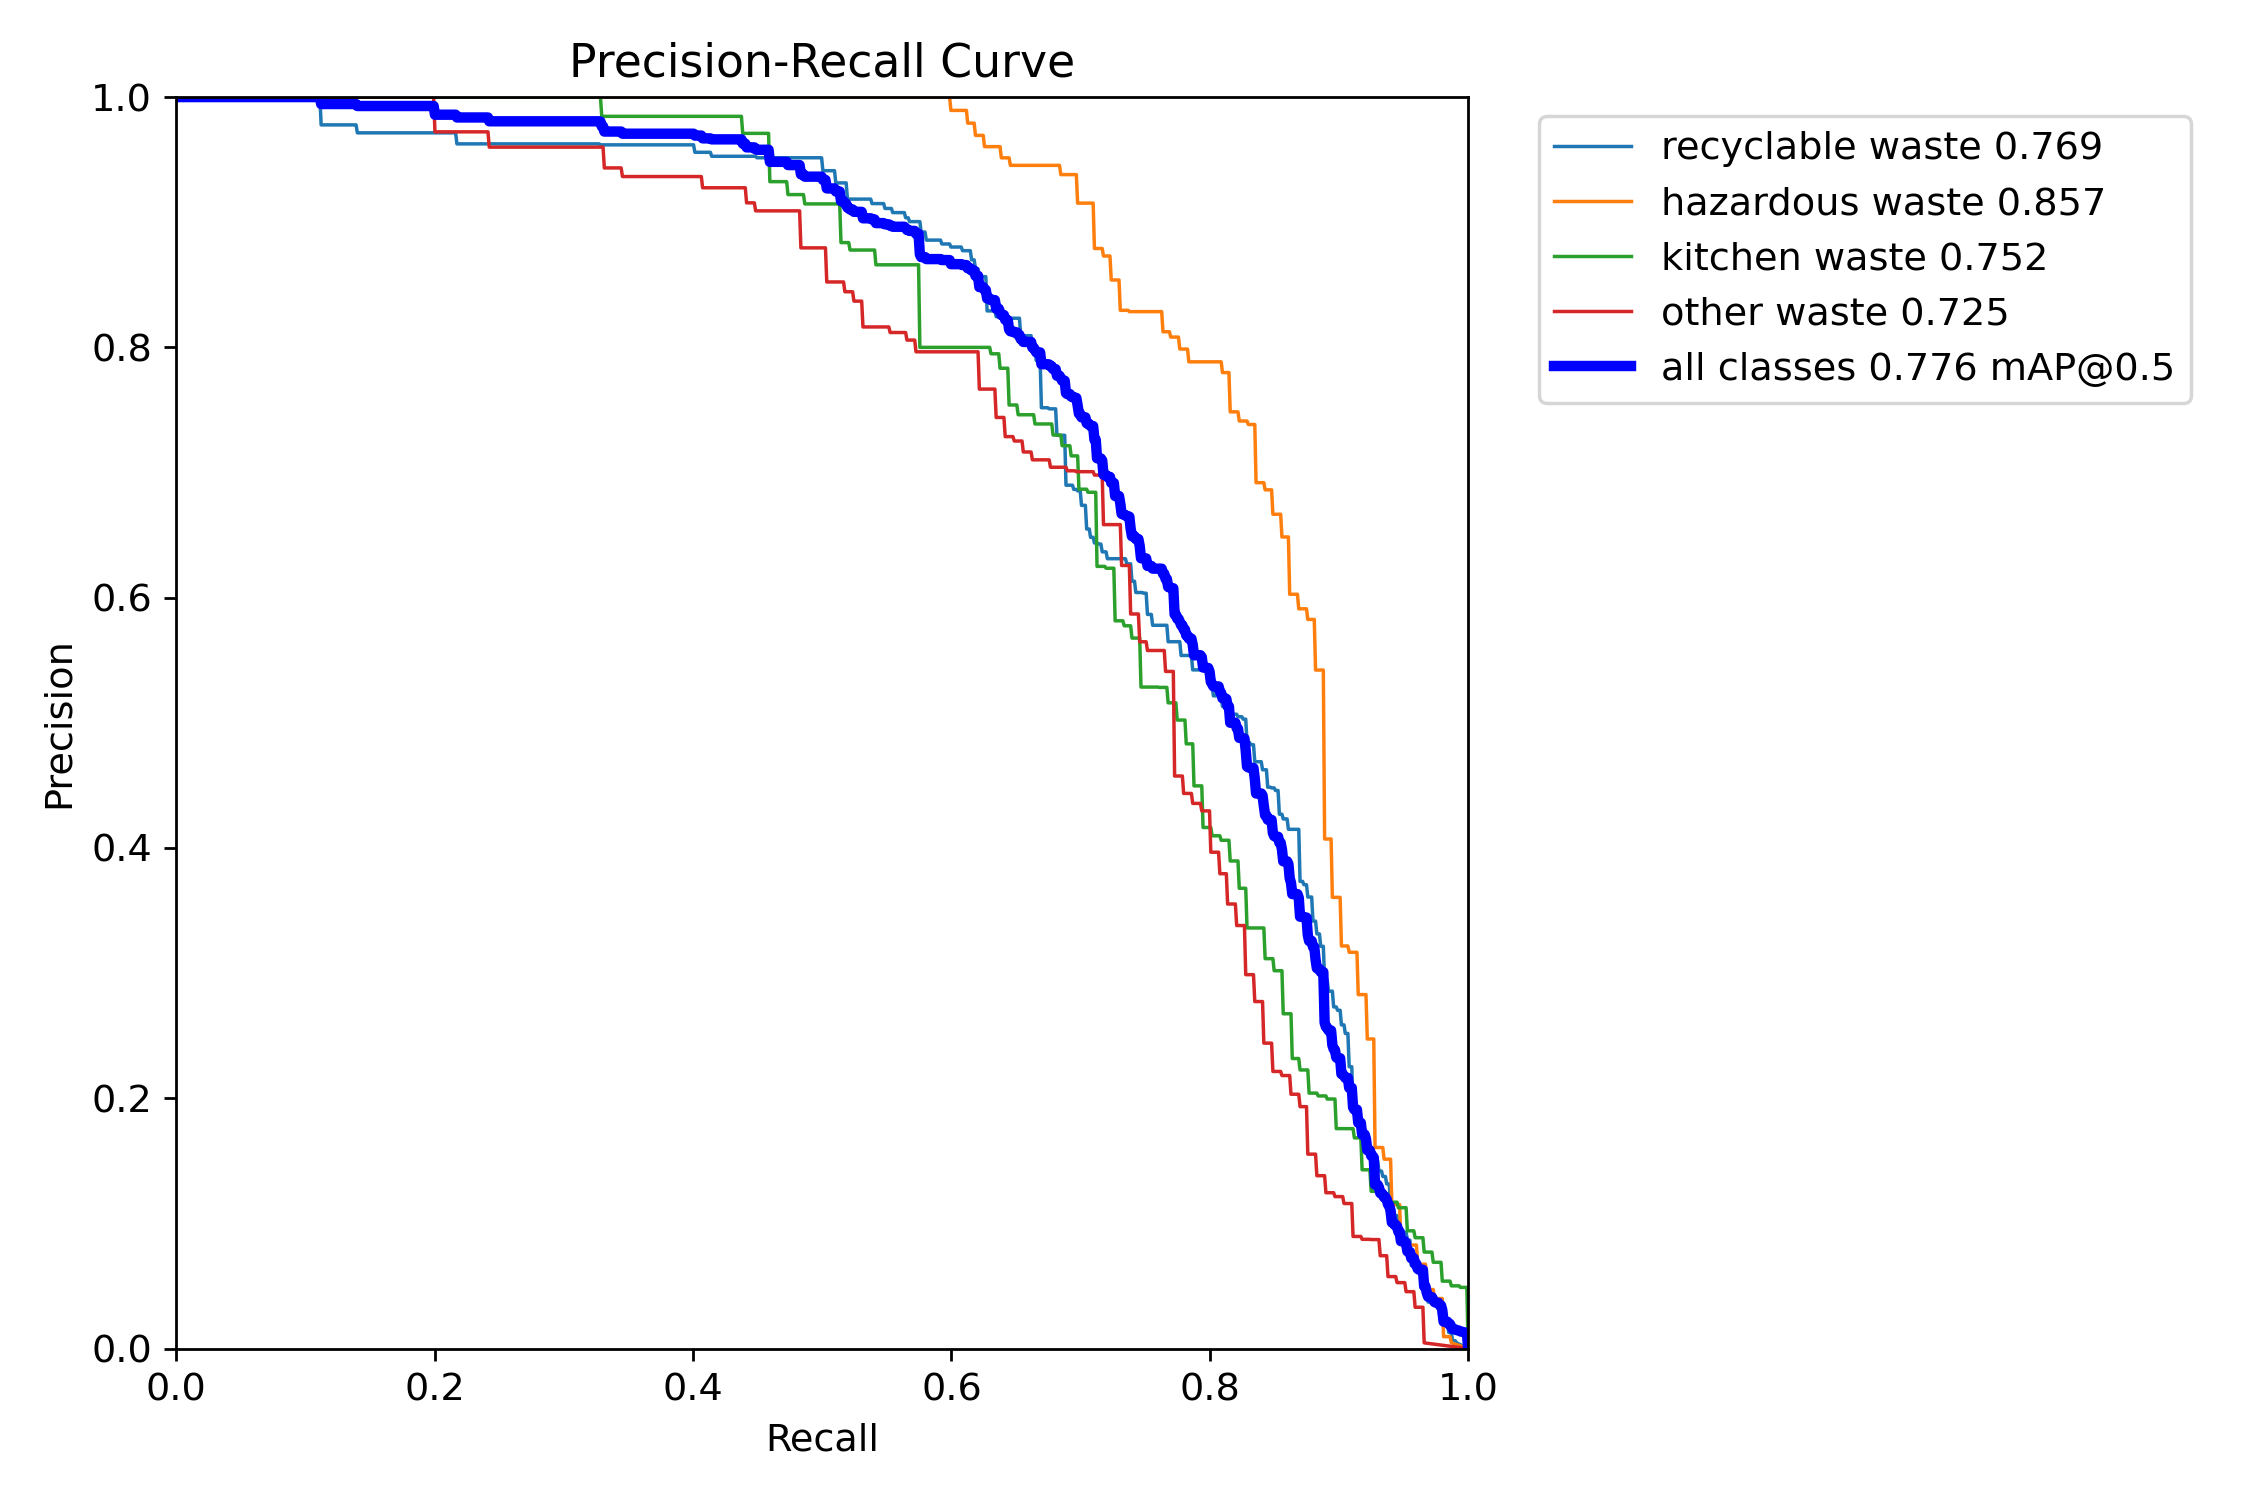 Precision-Recall Curve
1.0
0.8
0.6
0.4
0.2
0.0
Precision
0.0 0.2 0.4 0.6 0.8 1.0
Recall
recyclable waste 0.769
hazardous waste 0.857
kitchen waste 0.752
other waste 0.725
all classes 0.776 mAP@0.5